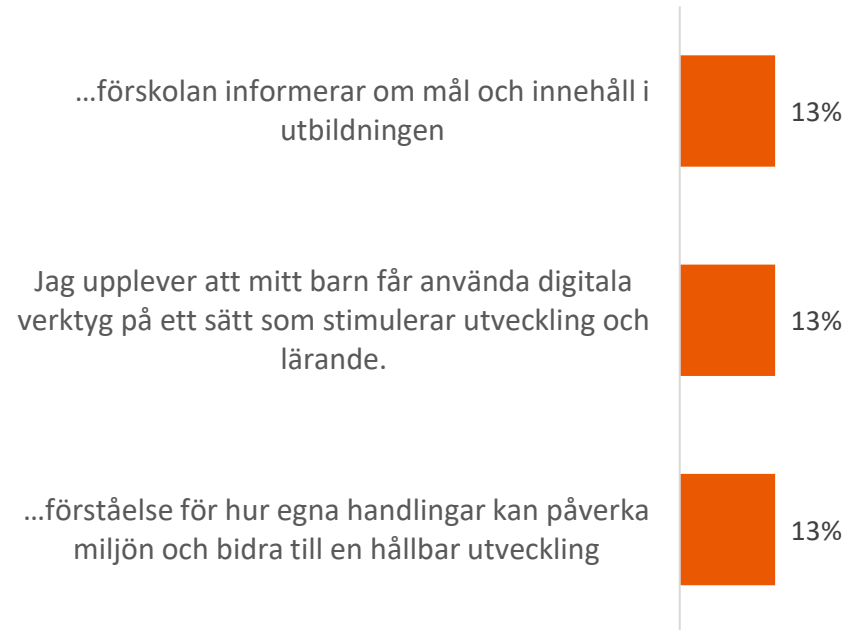 …förskolan informerar om mål och innehåll i
utbildningen
13%
Jag upplever att mitt barn får använda digitala
verktyg på ett sätt som stimulerar utveckling och
lärande.
13%
…förståelse för hur egna handlingar kan påverka
miljön och bidra till en hållbar utveckling
13%